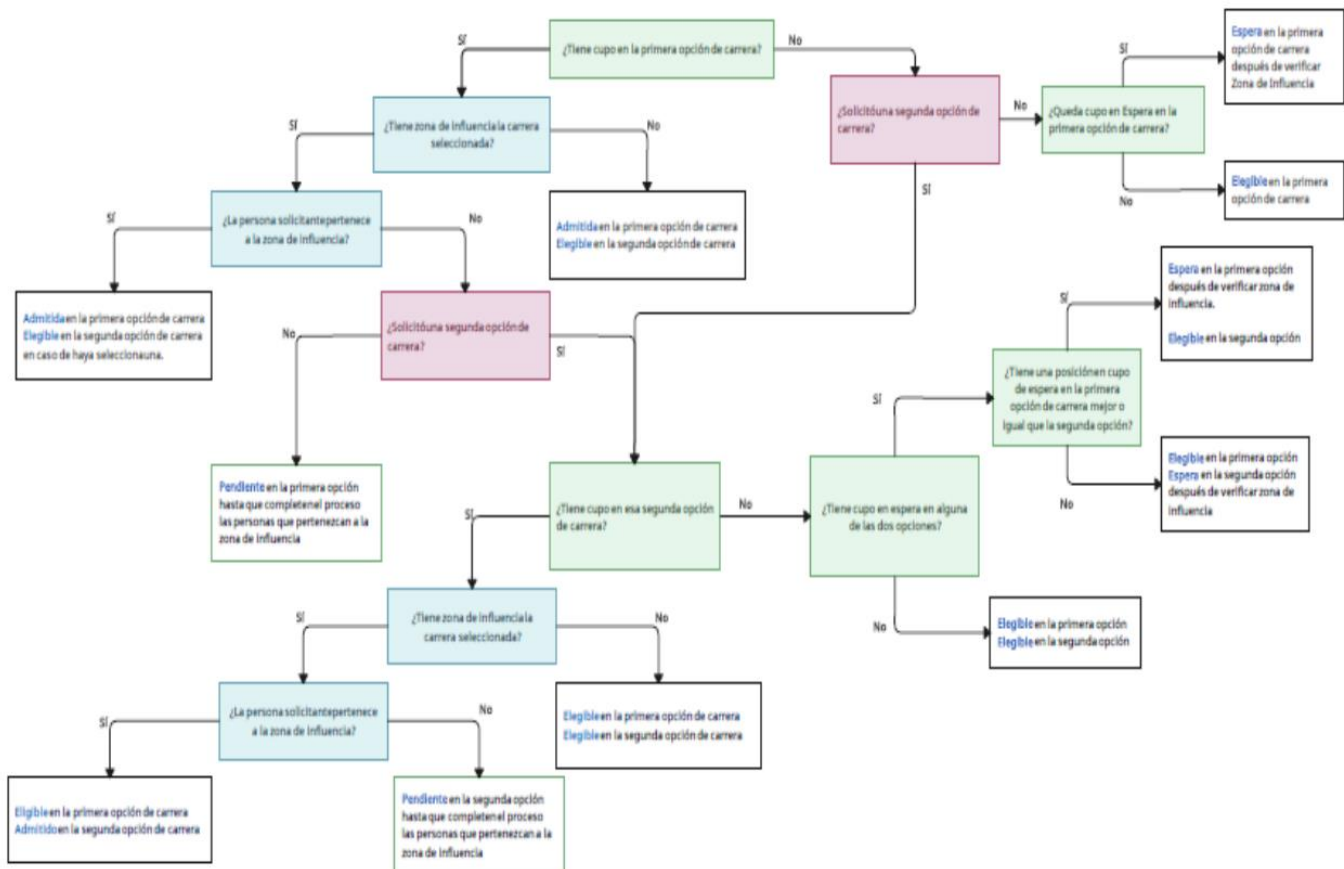 ¿Tiene cupo en la primera opción de carrera?
Sí
No
Espera en la primera
opción de carrera
después de verificar
Zona de Influencia
Sí
¿Tiene zona de influencia la carrera
seleccionada?
¿Solicitóuna segunda opción de
carrera?
No
¿Queda cupo en Espera en la
primera opción de carrera?
Sí
No
Sí
Elegible en la primera
opción de carrera
No
¿La persona solicitantepertenece
a la zona de influencia?
Sí
No
Admitida en la primera opción de carrera
Elegible en la segunda opción de carrera
Admitida en la primera opción de carrera
Elegible en la segunda opción de carrera
en caso de haya seleccionauna.
No
¿Solicitóuna segunda opción de
carrera?
Sí
Espera en la primera opción
después de verificar zona de
influencia.
Elegible en la segunda opción
Sí
¿Tiene una posiciónen cupo
de espera en la primera
opción de carrera mejor o
igual que la segunda opción?
Sí
No
Elegible en la primera opción
Espera en la segunda opción
después de verificar zona de
influencia
Pendiente en la primera opción
hasta que completenel proceso
las personas que pertenezcan a la
zona de influencia
¿Tiene cupo en esa segunda opción
de carrera?
Sí
No
¿Tiene cupo en espera en alguna
de las dos opciones?
No
Elegible en la primera opción
Elegible en la segunda opción
¿Tiene zona de influencia la
carrera seleccionada?
Sí
No
¿La persona solicitantepertenece
a la zona de influencia?
Sí
No
Elegible en la primera opción de carrera
Elegible en la segunda opción de carrera
Eligible en la primera opción de carrera
Admitido en la segunda opción de carrera
Pendiente en la segunda opción
hasta que completen el proceso
las personas que pertenezcan a la
zona de influencia